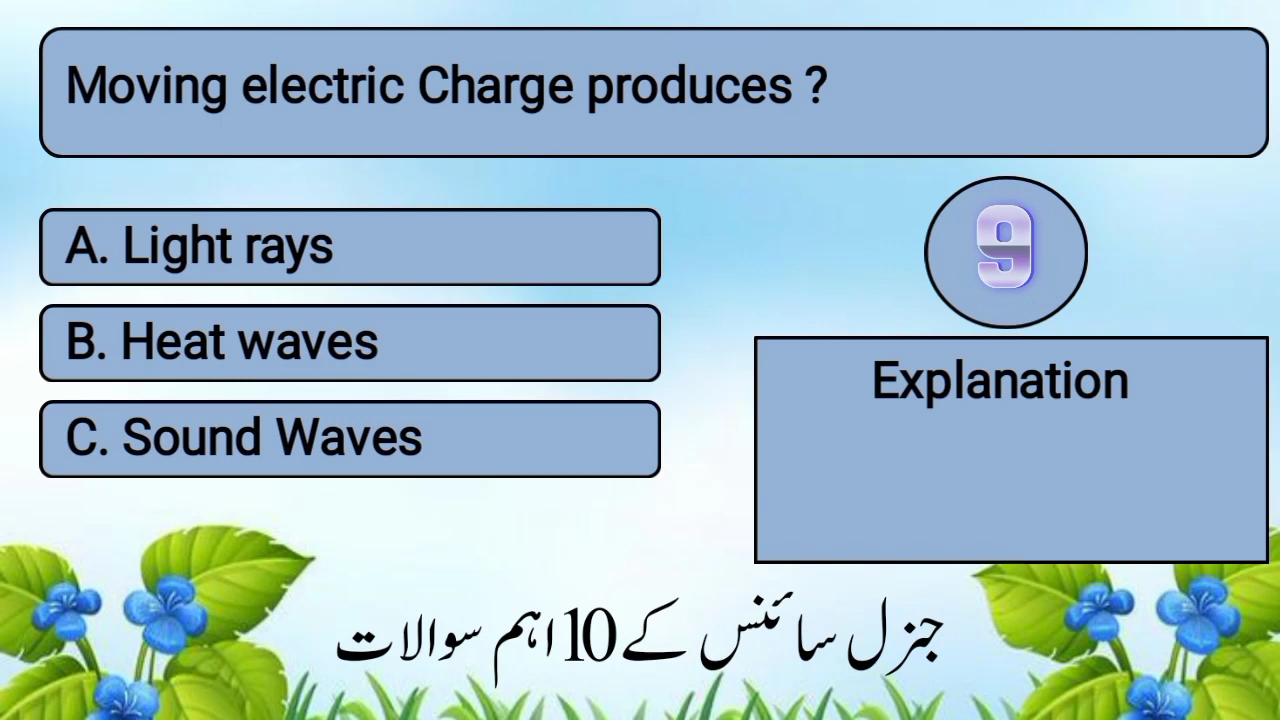 Moving electric Charge produces ?
A. Light rays
B. Heat waves
C. Sound Waves
9
Explanation
جنرل سائنس کے 10 اہم سوالات